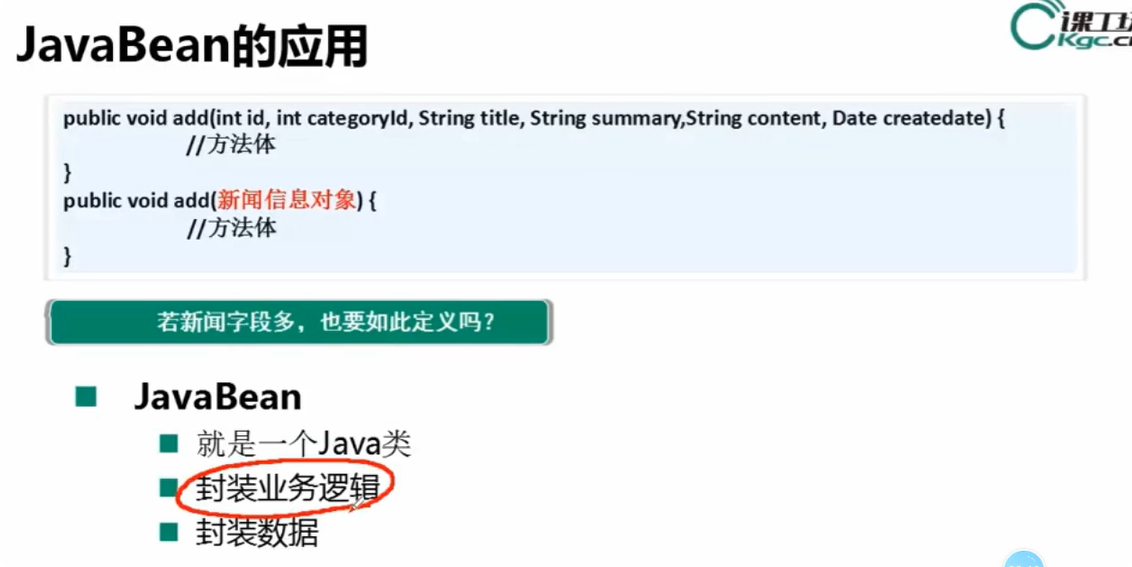 JavaBean的应用
课工场
Kgc.cn
public void add(int id, int categoryId, String title, String summary,String content, Date createdate) {
//方法体
}
public void add(新闻信息对象) {
//方法体
}
若新闻字段多，也要如此定义吗？
JavaBean
就是一个Java类
封装业务逻辑
封装数据